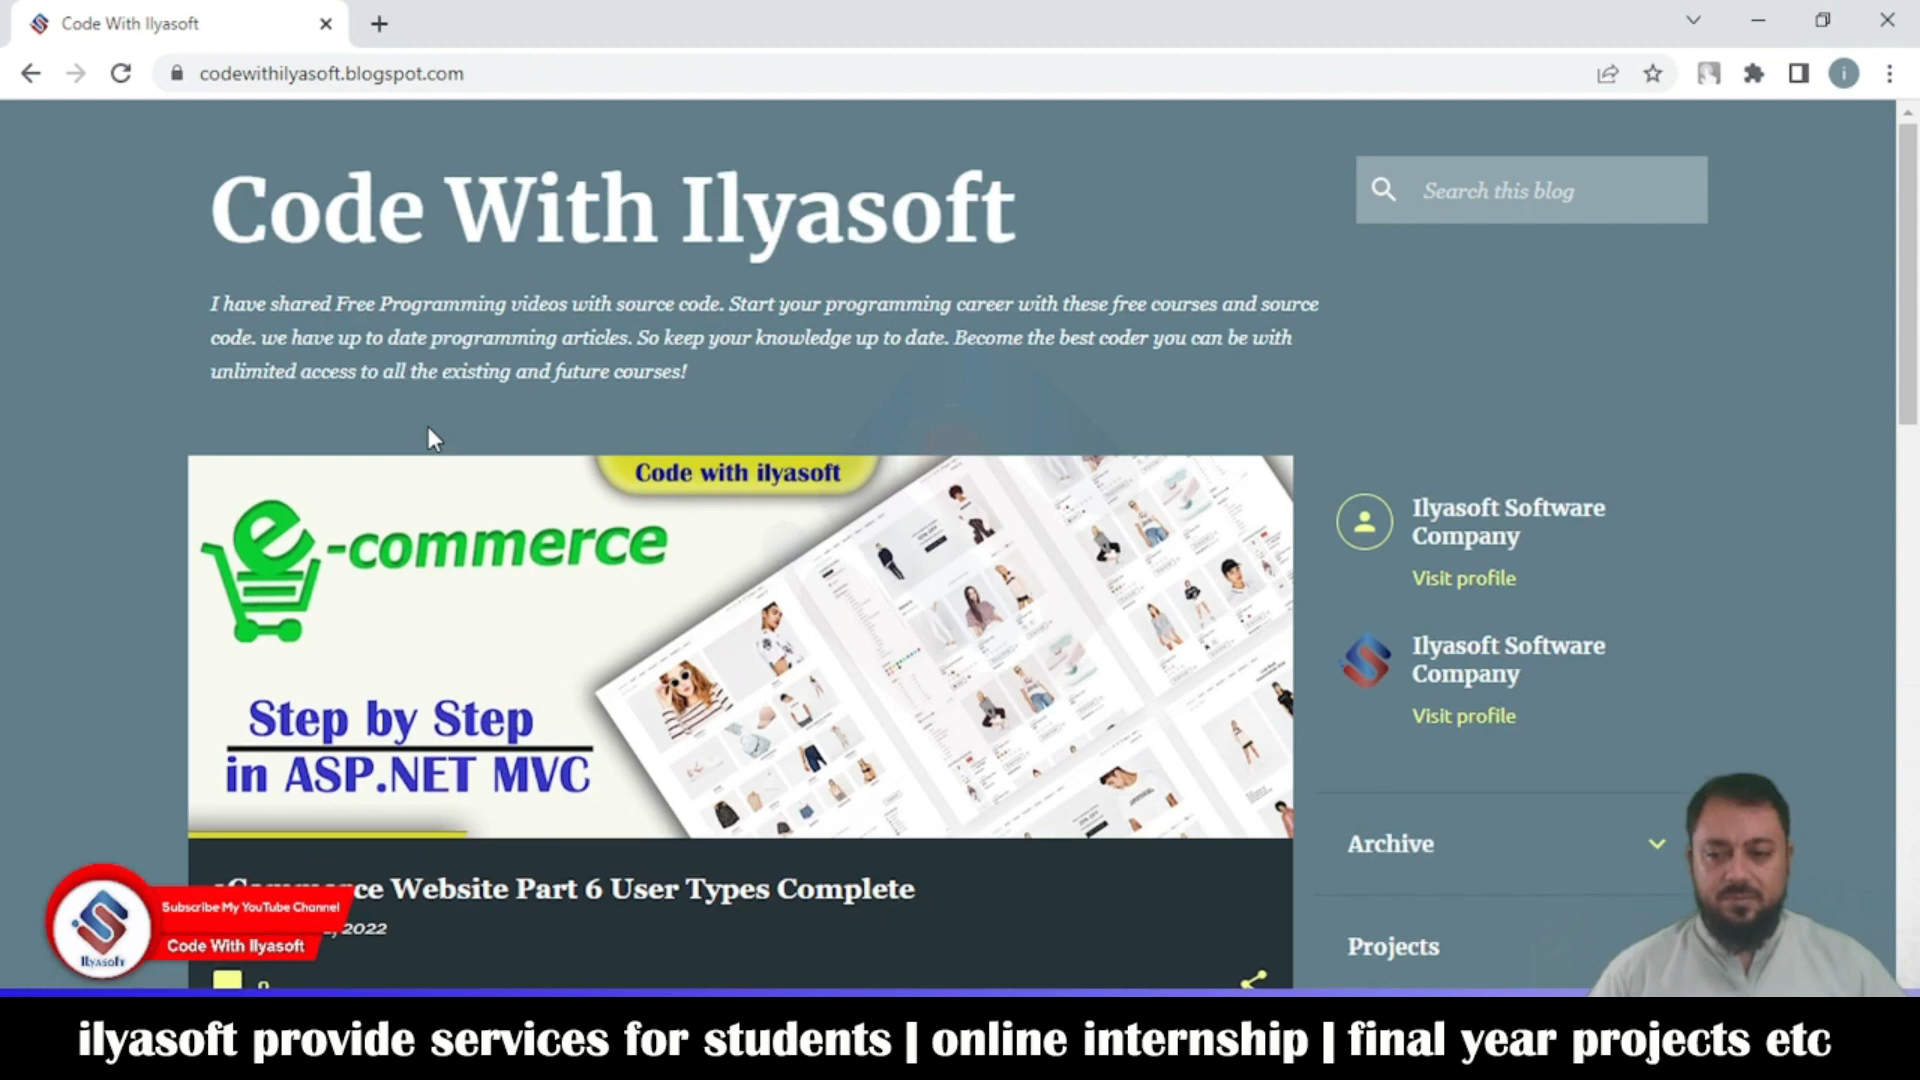 Code With Ilyasoft
codewithilyasoft.blogspot.com
i
Code With Ilyasoft
Search this blog
I have shared Free Programming videos with source code. Start your programming career with these free courses and source
code. we have up to date programming articles. So keep your knowledge up to date. Become the best coder you can be with
unlimited access to all the existing and future courses!
Code with ilyasoft
e-commerce
Step by Step
in ASP.NET MVC
Ilyasoft Software
Company
Visit profile
Ilyasoft Software
Company
Visit profile
Archive
Projects
Website Part 6 User Types Complete
2022
Subscribe My YouTube Channel
Code With Ilyasoft
Ilyasoft
ilyasoft provide services for students | online internship | final year projects etc